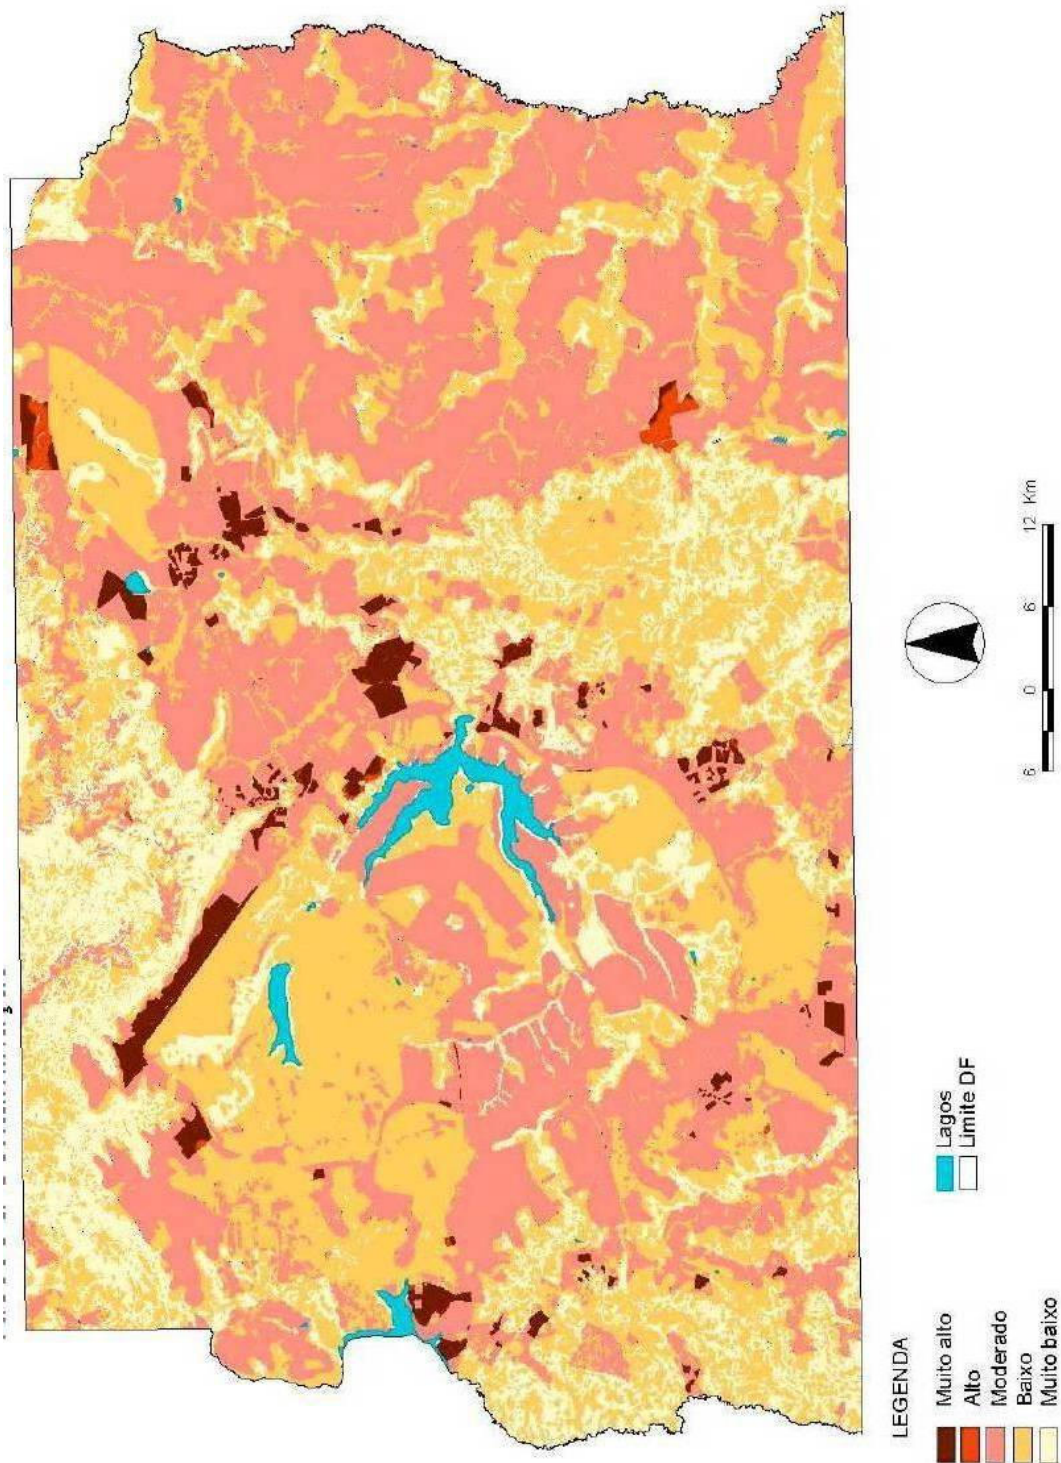 LEGENDA
Muito alto
Alto
Moderado
Baixo
Muito baixo
Lagos
Limite DF
6 0 6 12 Km